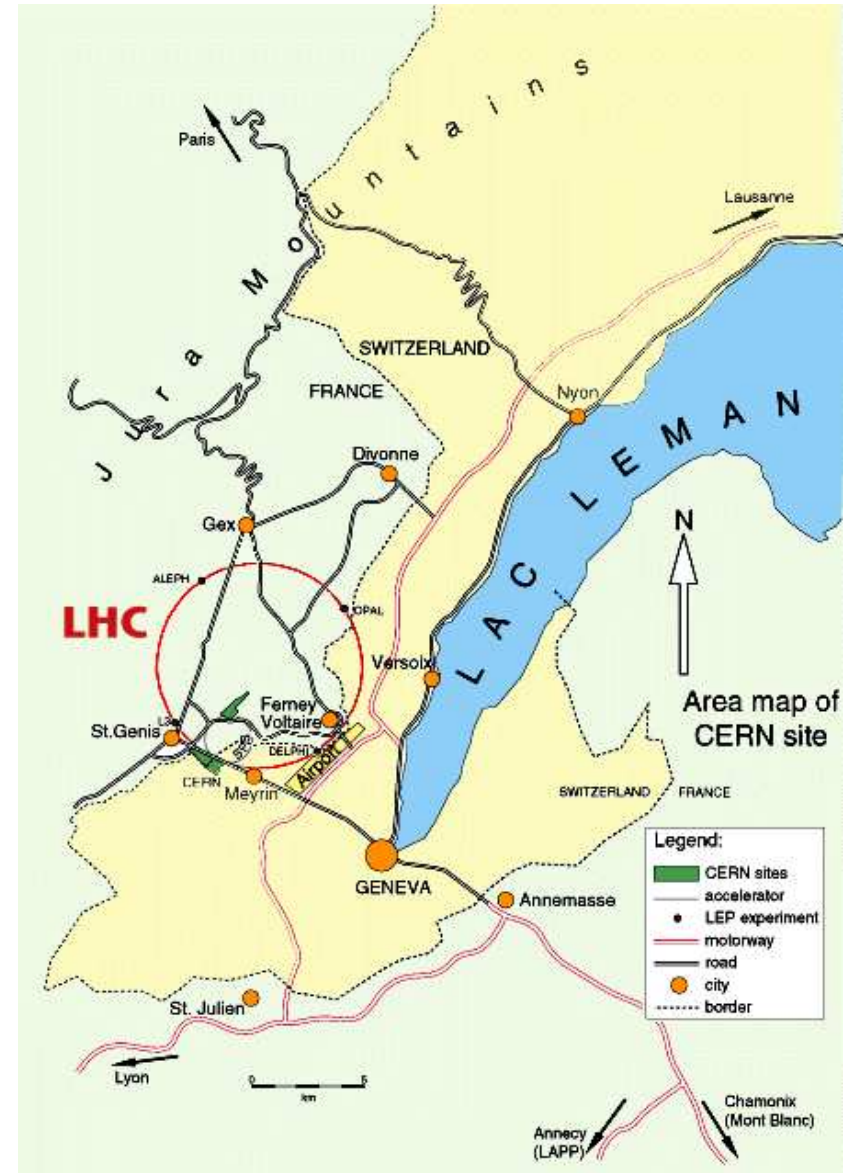 Jura Mountains
Paris
Lausanne
SWITZERLAND
FRANCE
Nyon
Divonne
LAC LEMAN
Gex
N
ALEPH
OPAL
LHC
Versoix
Area map of
CERN site
Ferney
Voltaire
L3
St.Genis
SPS
DELPHI
Airport
CERN
Meyrin
SWITZERLAND
FRANCE
GENEVA
Annemasse
Legend:
CERN sites
accelerator
LEP experiment
motorway
road
city
border
St. Julien
Lyon
0
5
km
Annecy
(LAPP)
Chamonix
(Mont Blanc)